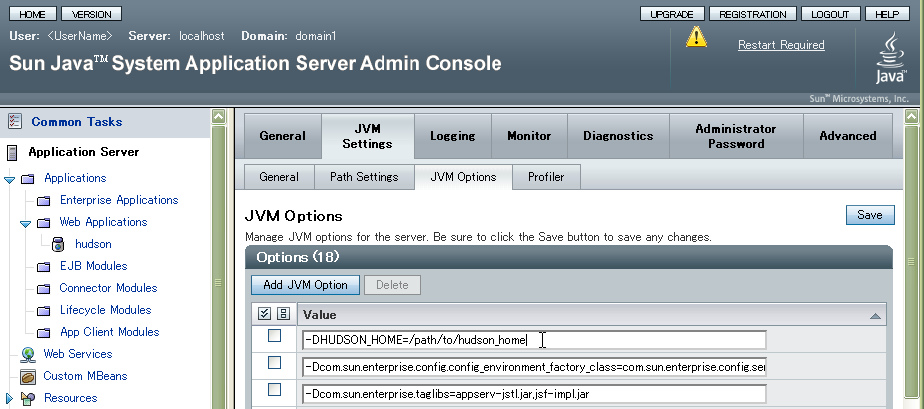 HOME VERSION UPGRADE REGISTRATION LOGOUT HELP
User: <UserName> Server: localhost Domain: domain1
Restart Required
Sun Java™ System Application Server Admin Console
Java™
Sun™ Microsystems, Inc.
Common Tasks
Application Server
Applications
Enterprise Applications
Web Applications
hudson
EJB Modules
Connector Modules
Lifecycle Modules
App Client Modules
Web Services
Custom MBeans
Resources
General JVM Settings Logging Monitor Diagnostics Administrator Password Advanced
General Path Settings JVM Options Profiler
JVM Options
Save
Manage JVM options for the server. Be sure to click the Save button to save any changes.
Options (18)
Add JVM Option Delete
Value
-DHUDSON_HOME=/path/to/hudson_home
-Dcom.sun.enterprise.config.config_environment_factory_class=com.sun.enterprise.config.ser
-Dcom.sun.enterprise.taglibs=appserv-jstl.jar,jsf-impl.jar